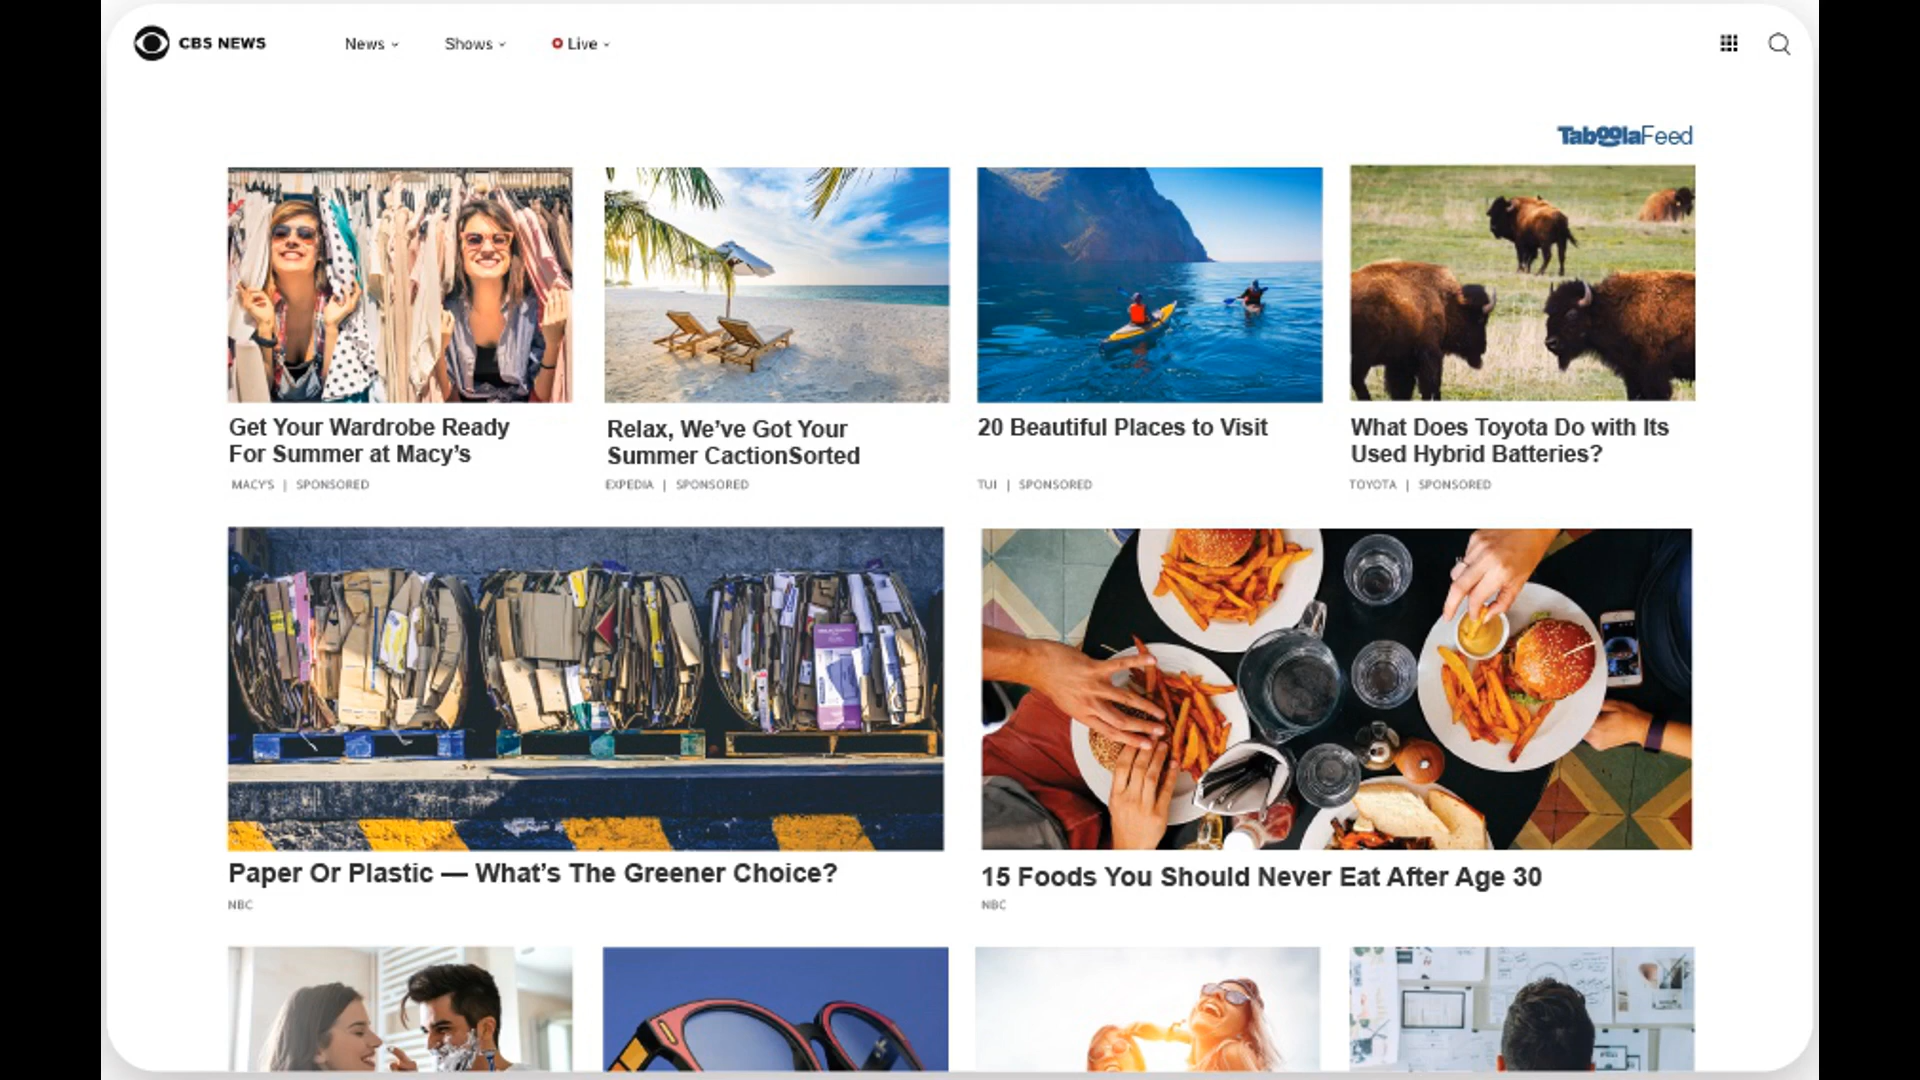 CBS NEWS
News
Shows
Live
TaboolaFeed
Get Your Wardrobe Ready
For Summer at Macy's
MACY'S | SPONSORED
Relax, We've Got Your
Summer CactionSorted
EXPEDIA | SPONSORED
20 Beautiful Places to Visit
TUI | SPONSORED
What Does Toyota Do with Its
Used Hybrid Batteries?
TOYOTA | SPONSORED
Paper Or Plastic — What's The Greener Choice?
NBC
15 Foods You Should Never Eat After Age 30
NBC